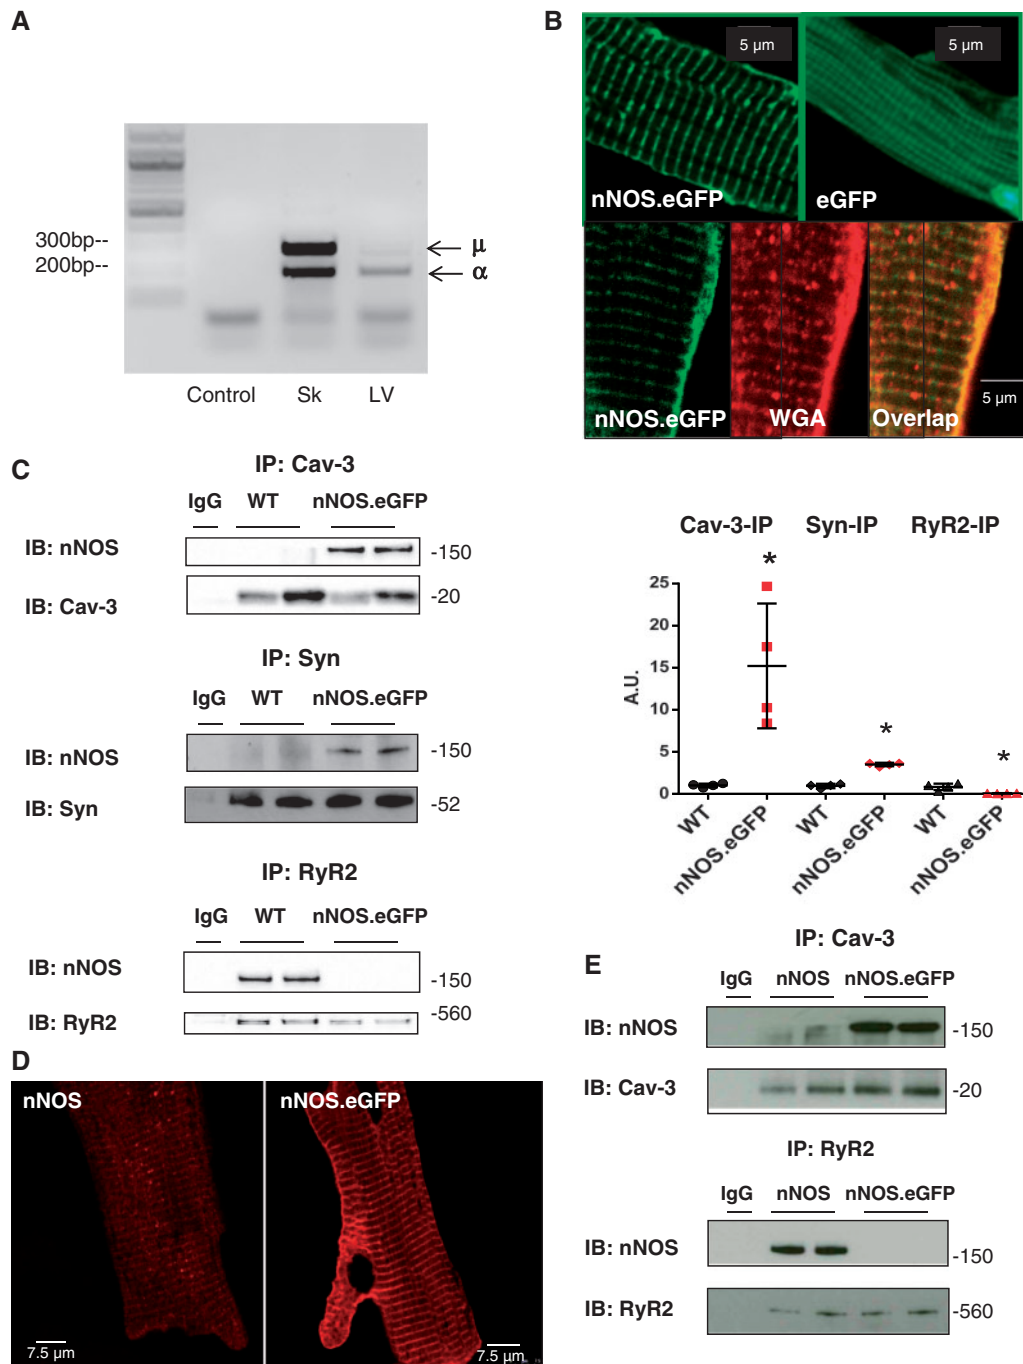 A
300bp--
200bp--
μ
α
Control Sk LV
B
5 µm
5 µm
nNOS.eGFP
eGFP
nNOS.eGFP
WGA
Overlap
5 µm
C
IP: Cav-3
IgG WT nNOS.eGFP
IB: nNOS -150
IB: Cav-3 -20
IP: Syn
IgG WT nNOS.eGFP
IB: nNOS -150
IB: Syn -52
IP: RyR2
IgG WT nNOS.eGFP
IB: nNOS -150
IB: RyR2 -560
Cav-3-IP Syn-IP RyR2-IP
* * *
A.U.
25
20
15
10
5
0
WT nNOS.eGFP WT nNOS.eGFP WT nNOS.eGFP
D
nNOS
nNOS.eGFP
7.5 µm
7.5 µm
E
IP: Cav-3
IgG nNOS nNOS.eGFP
IB: nNOS -150
IB: Cav-3 -20
IP: RyR2
IgG nNOS nNOS.eGFP
IB: nNOS -150
IB: RyR2 -560